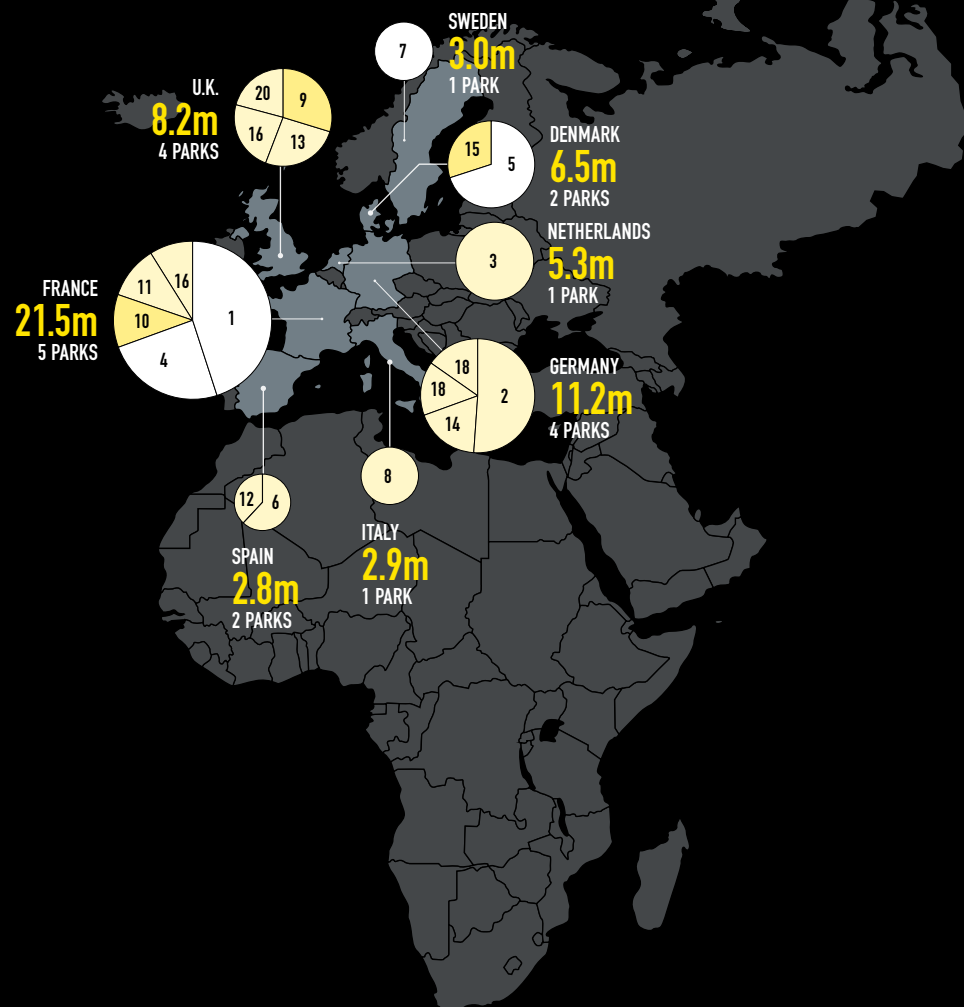 SWEDEN
3.0m
1 PARK
7
U.K.
8.2m
4 PARKS
20
9
16
13
DENMARK
6.5m
2 PARKS
15
5
NETHERLANDS
5.3m
1 PARK
3
FRANCE
21.5m
5 PARKS
16
11
1
10
4
GERMANY
11.2m
4 PARKS
18
2
18
14
ITALY
2.9m
1 PARK
8
SPAIN
2.8m
2 PARKS
12
6